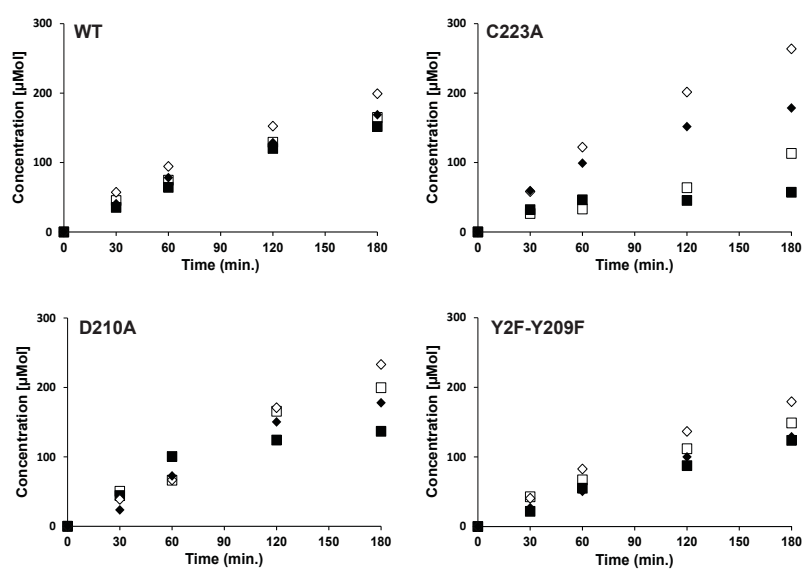 WT
Concentration [µMol]
300
200
100
0
0 30 60 90 120 150 180
Time (min.)
C223A
Concentration [µMol]
300
200
100
0
0 30 60 90 120 150 180
Time (min.)
D210A
Concentration [µMol]
300
200
100
0
0 30 60 90 120 150 180
Time (min.)
Y2F-Y209F
Concentration [µMol]
300
200
100
0
0 30 60 90 120 150 180
Time (min.)